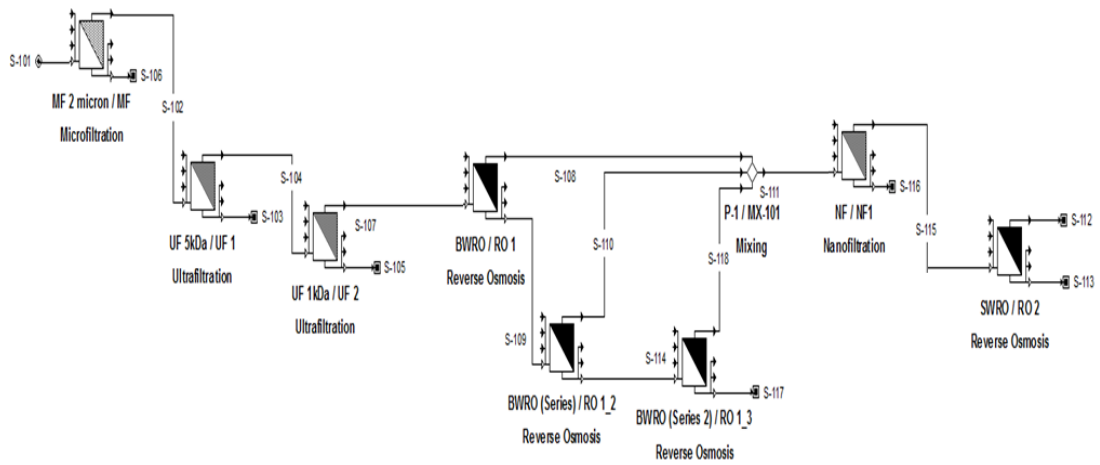 S-101
S-106
MF 2 micron / MF
Microfiltration
S-102
S-104
S-103
UF 5kDa / UF 1
Ultrafiltration
S-107
S-105
UF 1kDa / UF 2
Ultrafiltration
S-108
BWRO / RO 1
Reverse Osmosis
S-109
S-110
BWRO (Series) / RO 1_2
Reverse Osmosis
S-114
S-118
S-117
BWRO (Series 2) / RO 1_3
Reverse Osmosis
S-111
P-1 / MX-101
Mixing
S-116
NF / NF1
Nanofiltration
S-115
S-112
S-113
SWRO / RO 2
Reverse Osmosis